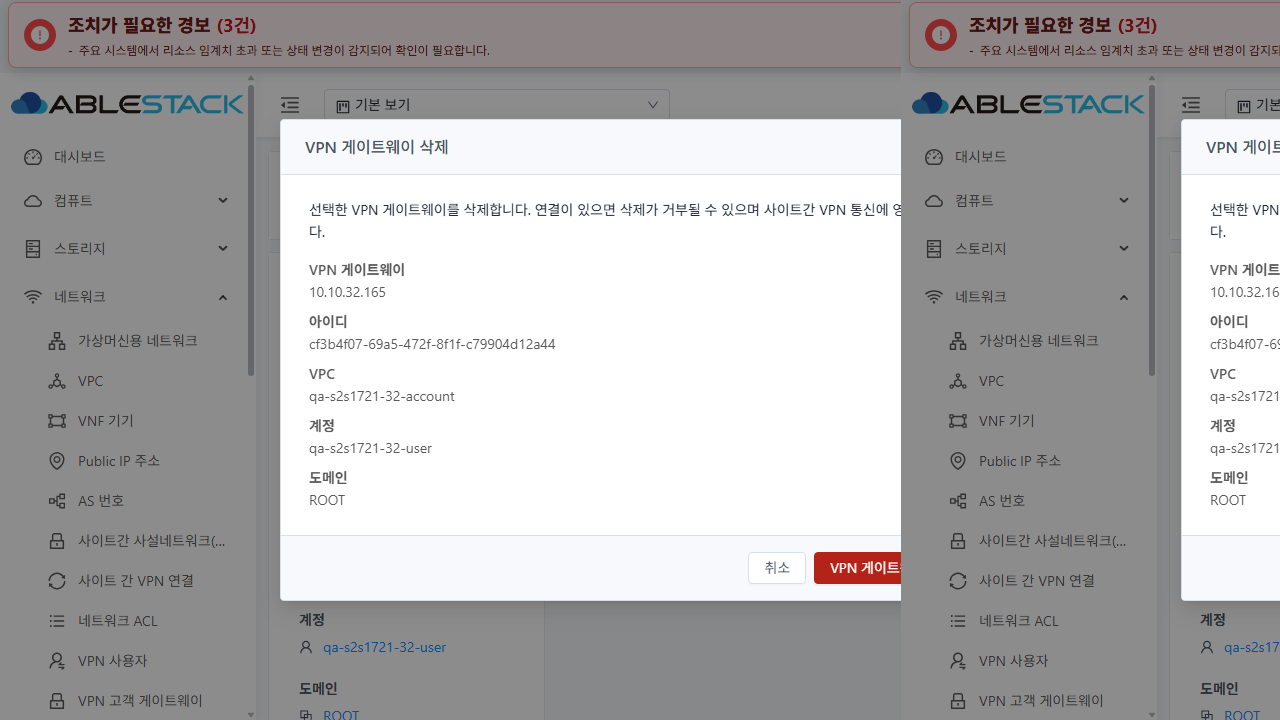 조치가 필요한 경보 (3건)
- 주요 시스템에서 리소스 임계치 초과 또는 상태 변경이 감지되어 확인이 필요합니다.
ABLESTACK
기본 보기
대시보드
컴퓨트
스토리지
네트워크
가상머신용 네트워크
VPC
VNF 기기
Public IP 주소
AS 번호
사이트간 사설네트워크(...
사이트 간 VPN 연결
네트워크 ACL
VPN 사용자
VPN 고객 게이트웨이
VPN 게이트웨이 삭제
선택한 VPN 게이트웨이를 삭제합니다. 연결이 있으면 삭제가 거부될 수 있으며 사이트간 VPN 통신에
다.
VPN 게이트웨이
10.10.32.165
아이디
cf3b4f07-69a5-472f-8f1f-c79904d12a44
VPC
qa-s2s1721-32-account
계정
qa-s2s1721-32-user
도메인
ROOT
취소
VPN 게이트
계정
qa-s2s1721-32-user
도메인
ROOT
조치가 필요한 경보 (3건)
- 주요 시스템에서 리소스 임계치 초과 또는 상태 변경이 감지되
ABLESTACK
기본
대시보드
컴퓨트
스토리지
네트워크
가상머신용 네트워크
VPC
VNF 기기
Public IP 주소
AS 번호
사이트간 사설네트워크(...
사이트 간 VPN 연결
네트워크 ACL
VPN 사용자
VPN 고객 게이트웨이
VPN 게이트
선택한 VPN
다.
VPN 게이트
10.10.32.16
아이디
cf3b4f07-69
VPC
qa-s2s1721
계정
qa-s2s1721
도메인
ROOT
계정
qa-s2s17
도메인
ROOT